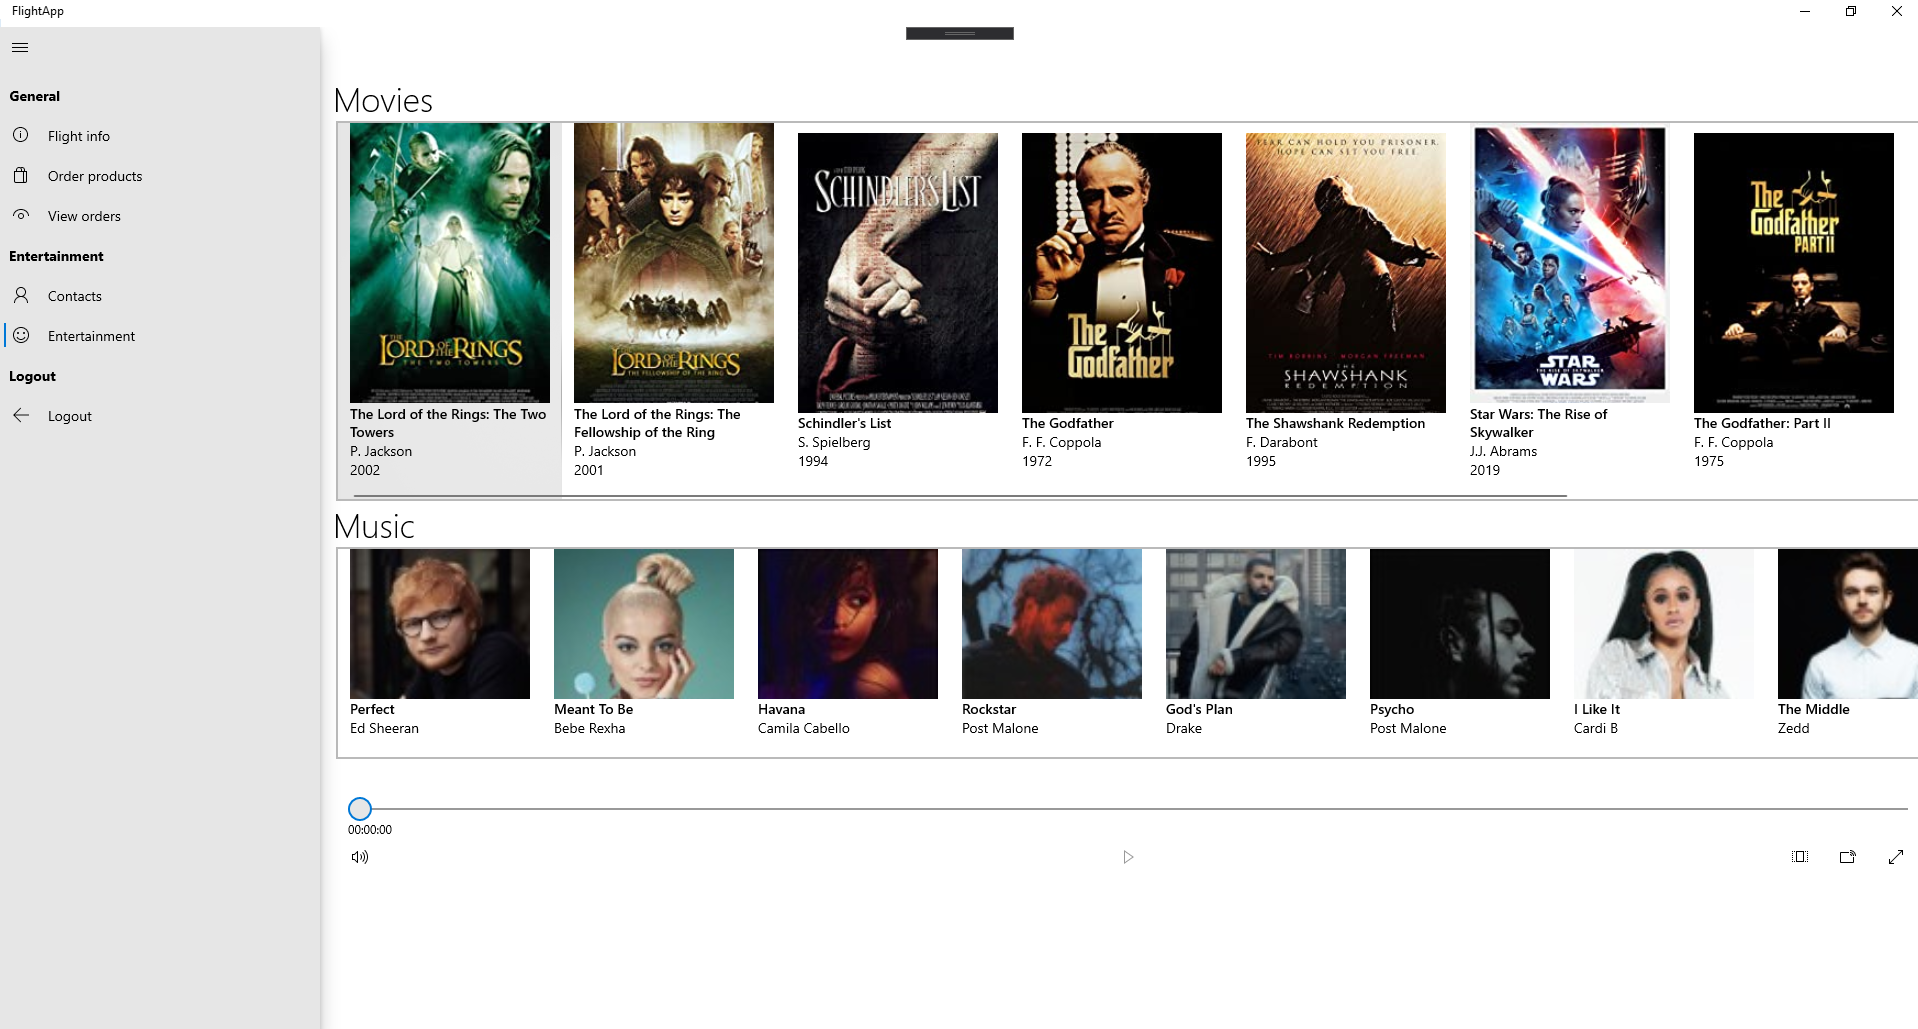 FlightApp
General
Flight info
Order products
View orders
Entertainment
Contacts
Entertainment
Logout
Logout
Movies
THE
LORD OF THE RINGS
THE TWO TOWERS
LORD OF THE RINGS
THE FELLOWSHIP OF THE RING
SCHINDLER'S LIST
The
Godfather
FEAR CAN HOLD YOU PRISONER.
HOPE CAN SET YOU FREE.
TIM ROBBINS MORGAN FREEMAN
THE
SHAWSHANK
REDEMPTION
STAR
THE RISE OF SKYWALKER
WARS
The
Godfather
PART II
The Lord of the Rings: The Two
Towers
P. Jackson
2002
The Lord of the Rings: The
Fellowship of the Ring
P. Jackson
2001
Schindler's List
S. Spielberg
1994
The Godfather
F. F. Coppola
1972
The Shawshank Redemption
F. Darabont
1995
Star Wars: The Rise of
Skywalker
J.J. Abrams
2019
The Godfather: Part II
F. F. Coppola
1975
Music
Perfect
Ed Sheeran
Meant To Be
Bebe Rexha
Havana
Camila Cabello
Rockstar
Post Malone
God's Plan
Drake
Psycho
Post Malone
I Like It
Cardi B
The Middle
Zedd
00:00:00